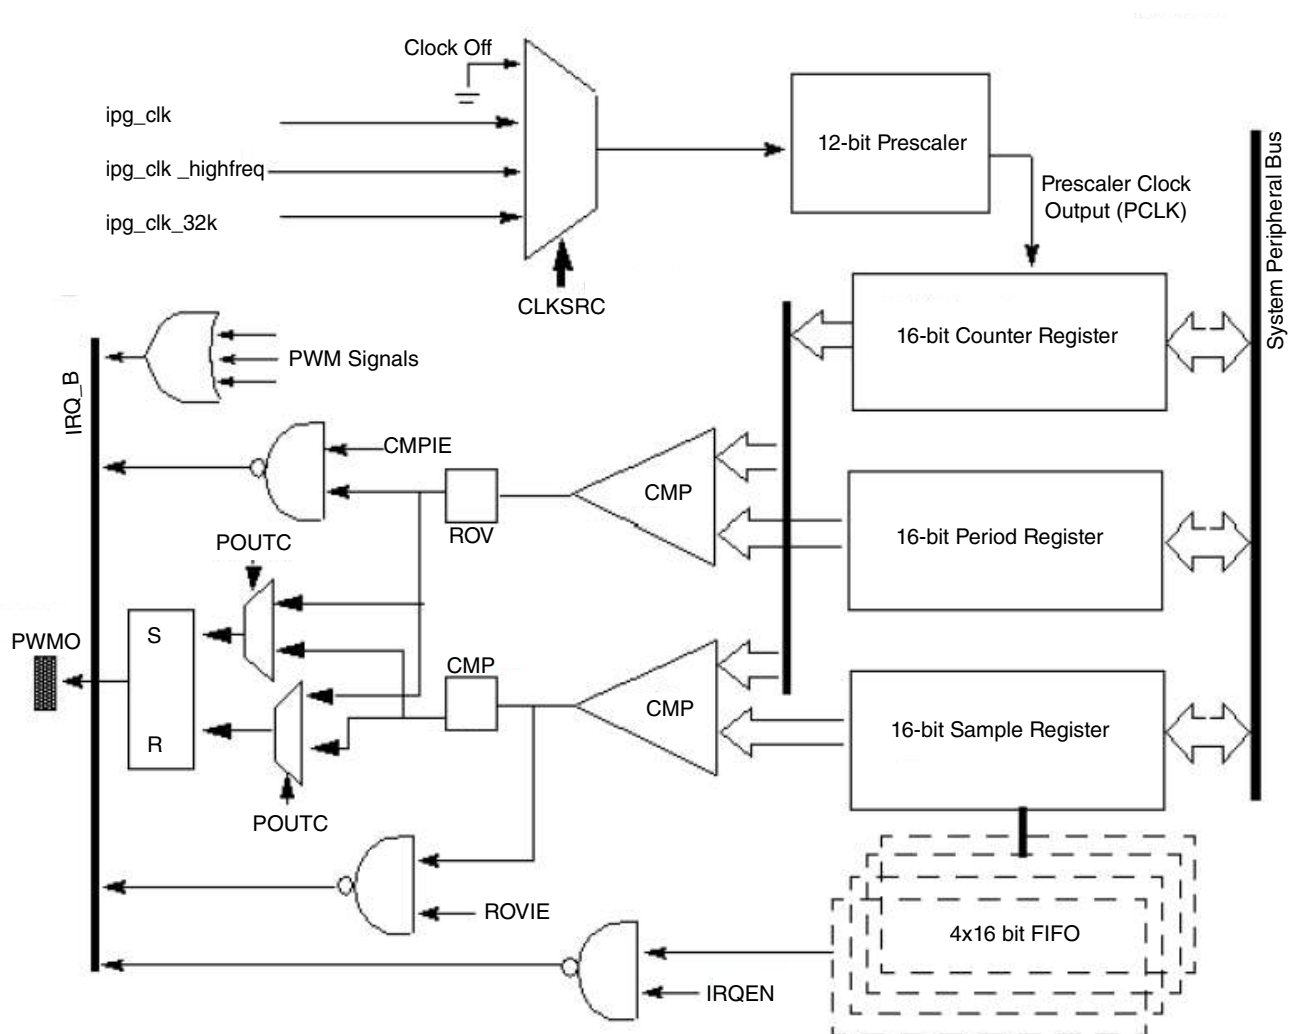 Clock Off
ipg_clk
ipg_clk _highfreq
ipg_clk_32k
CLKSRC
12-bit Prescaler
Prescaler Clock
Output (PCLK)
System Peripheral Bus
16-bit Counter Register
PWM Signals
IRQ_B
CMPIE
CMP
ROV
16-bit Period Register
POUTC
S
PWMO
CMP
CMP
16-bit Sample Register
R
POUTC
ROVIE
4x16 bit FIFO
IRQEN